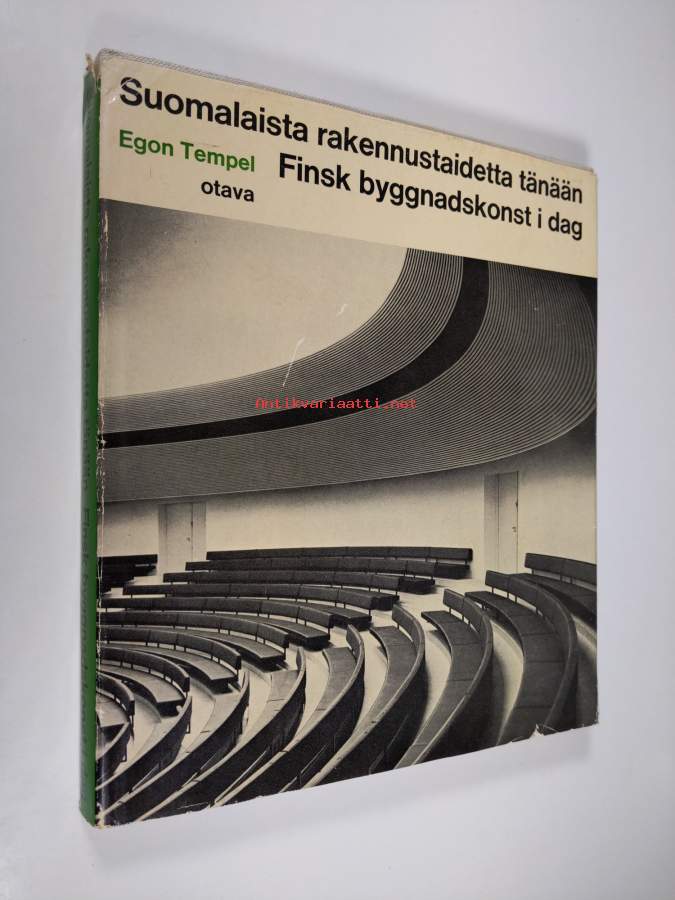 Suomalaista rakennustaidetta tänään
Egon Tempel
Finsk byggnadskonst i dag
otava
Antikvariaatti.net